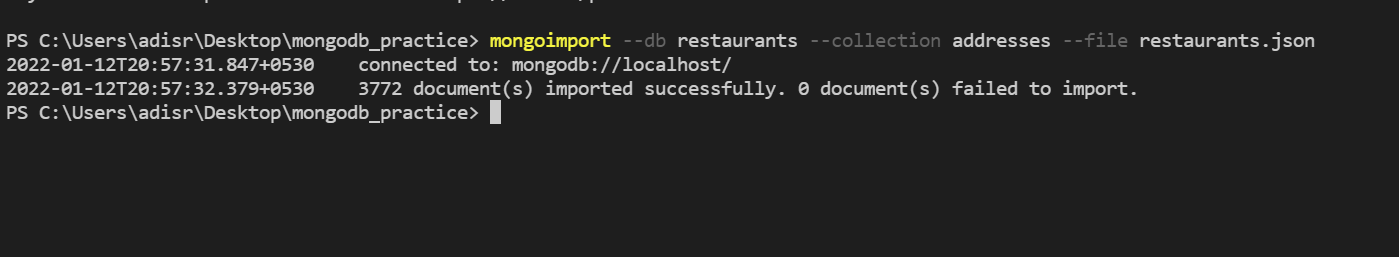 PS C:\Users\adisr\Desktop\mongodb_practice> mongoimport --db restaurants --collection addresses --file restaurants.json
2022-01-12T20:57:31.847+0530    connected to: mongodb://localhost/
2022-01-12T20:57:32.379+0530    3772 document(s) imported successfully. 0 document(s) failed to import.
PS C:\Users\adisr\Desktop\mongodb_practice>